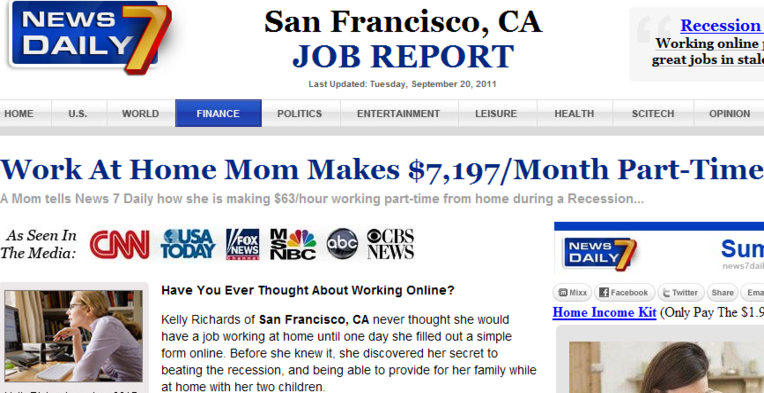 NEWS
DAILY 7
San Francisco, CA
JOB REPORT
Last Updated: Tuesday, September 20, 2011
Recession
Working online
great jobs in
HOME U.S. WORLD FINANCE POLITICS ENTERTAINMENT LEISURE HEALTH SCITECH OPINION
Work At Home Mom Makes $7,197/Month Part-Time
A Mom tells News 7 Daily how she is making $63/hour working part-time from home during a Recession...
As Seen In
The Media:
CNN
USA
TODAY
FOX
NEWS
channel
MSNBC
abc
CBS
NEWS
NEWS
DAILY 7
Mixx Facebook Twitter Share
Home Income Kit (Only Pay The $1.9
Have You Ever Thought About Working Online?
Kelly Richards of San Francisco, CA never thought she would
have a job working at home until one day she filled out a simple
form online. Before she knew it, she discovered her secret to
beating the recession, and being able to provide for her family while
at home with her two children.